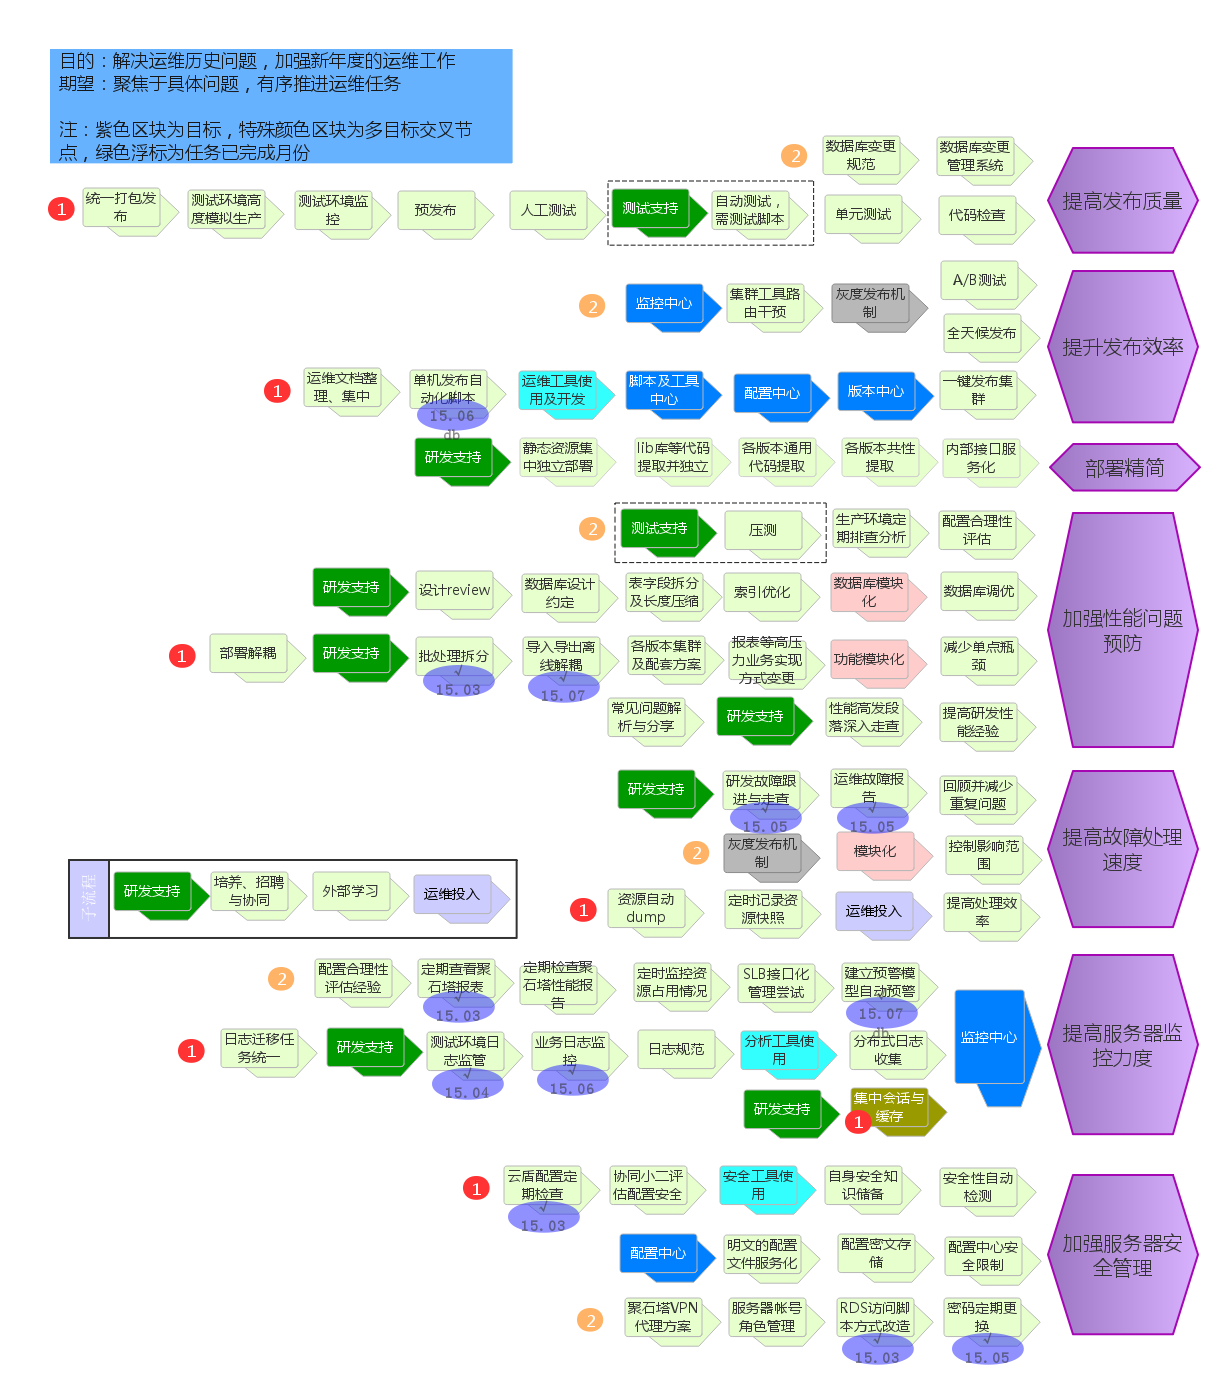 目的：解决运维历史问题，加强新年度的运维工作
期望：聚焦于具体问题，有序推进运维任务
注：紫色区块为目标，特殊颜色区块为多目标交叉节
点，绿色浮标为任务已完成月份
2
数据库变更
规范
数据库变更
管理系统
提高发布质量
1
统一打包发
布
测试环境高
度模拟生产
测试环境监
控
预发布
人工测试
测试支持
自动测试，
需测试脚本
单元测试
代码检查
2
监控中心
集群工具路
由干预
灰度发布机
制
A/B测试
全天候发布
提升发布效率
1
运维文档整
理、集中
单机发布自
动化脚本
15.06
db
运维工具使
用及开发
脚本及工具
中心
配置中心
版本中心
一键发布集
群
研发支持
静态资源集
中独立部署
lib库等代码
提取并独立
各版本通用
代码提取
各版本共性
提取
内部接口服
务化
部署精简
2
测试支持
压测
生产环境定
期排查分析
配置合理性
评估
加强性能问题
预防
研发支持
设计review
数据库设计
约定
表字段拆分
及长度压缩
索引优化
数据库模块
化
数据库调优
1
部署解耦
研发支持
批处理拆分
√
15.03
导入导出离
线解耦
√
15.07
各版本集群
及配套方案
报表等高压
力业务实现
方式变更
功能模块化
减少单点瓶
颈
常见问题解
析与分享
研发支持
性能高发段
落深入走查
提高研发性
能经验
研发支持
研发故障跟
进与走查
√
15.05
运维故障报
告
√
15.05
回顾并减少
重复问题
提高故障处理
速度
2
灰度发布机
制
模块化
控制影响范
围
1
资源自动
dump
定时记录资
源快照
运维投入
提高处理效
率
子流程
研发支持
培养、招聘
与协同
外部学习
运维投入
2
配置合理性
评估经验
定期查看聚
石塔报表
√
15.03
定期检查聚
石塔性能报
告
定时监控资
源占用情况
SLB接口化
管理尝试
建立预警模
型自动预警
√
15.07
db
监控中心
提高服务器监
控力度
1
日志迁移任
务统一
研发支持
测试环境日
志监管
√
15.04
业务日志监
控
√
15.06
日志规范
分析工具使
用
分布式日志
收集
研发支持
1
集中会话与
缓存
1
云盾配置定
期检查
√
15.03
协同小二评
估配置安全
安全工具使
用
自身安全知
识储备
安全性自动
检测
加强服务器安
全管理
配置中心
明文的配置
文件服务化
配置密文存
储
配置中心安
全限制
2
聚石塔VPN
代理方案
服务器帐号
角色管理
RDS访问脚
本方式改造
√
15.03
密码定期更
换
√
15.05